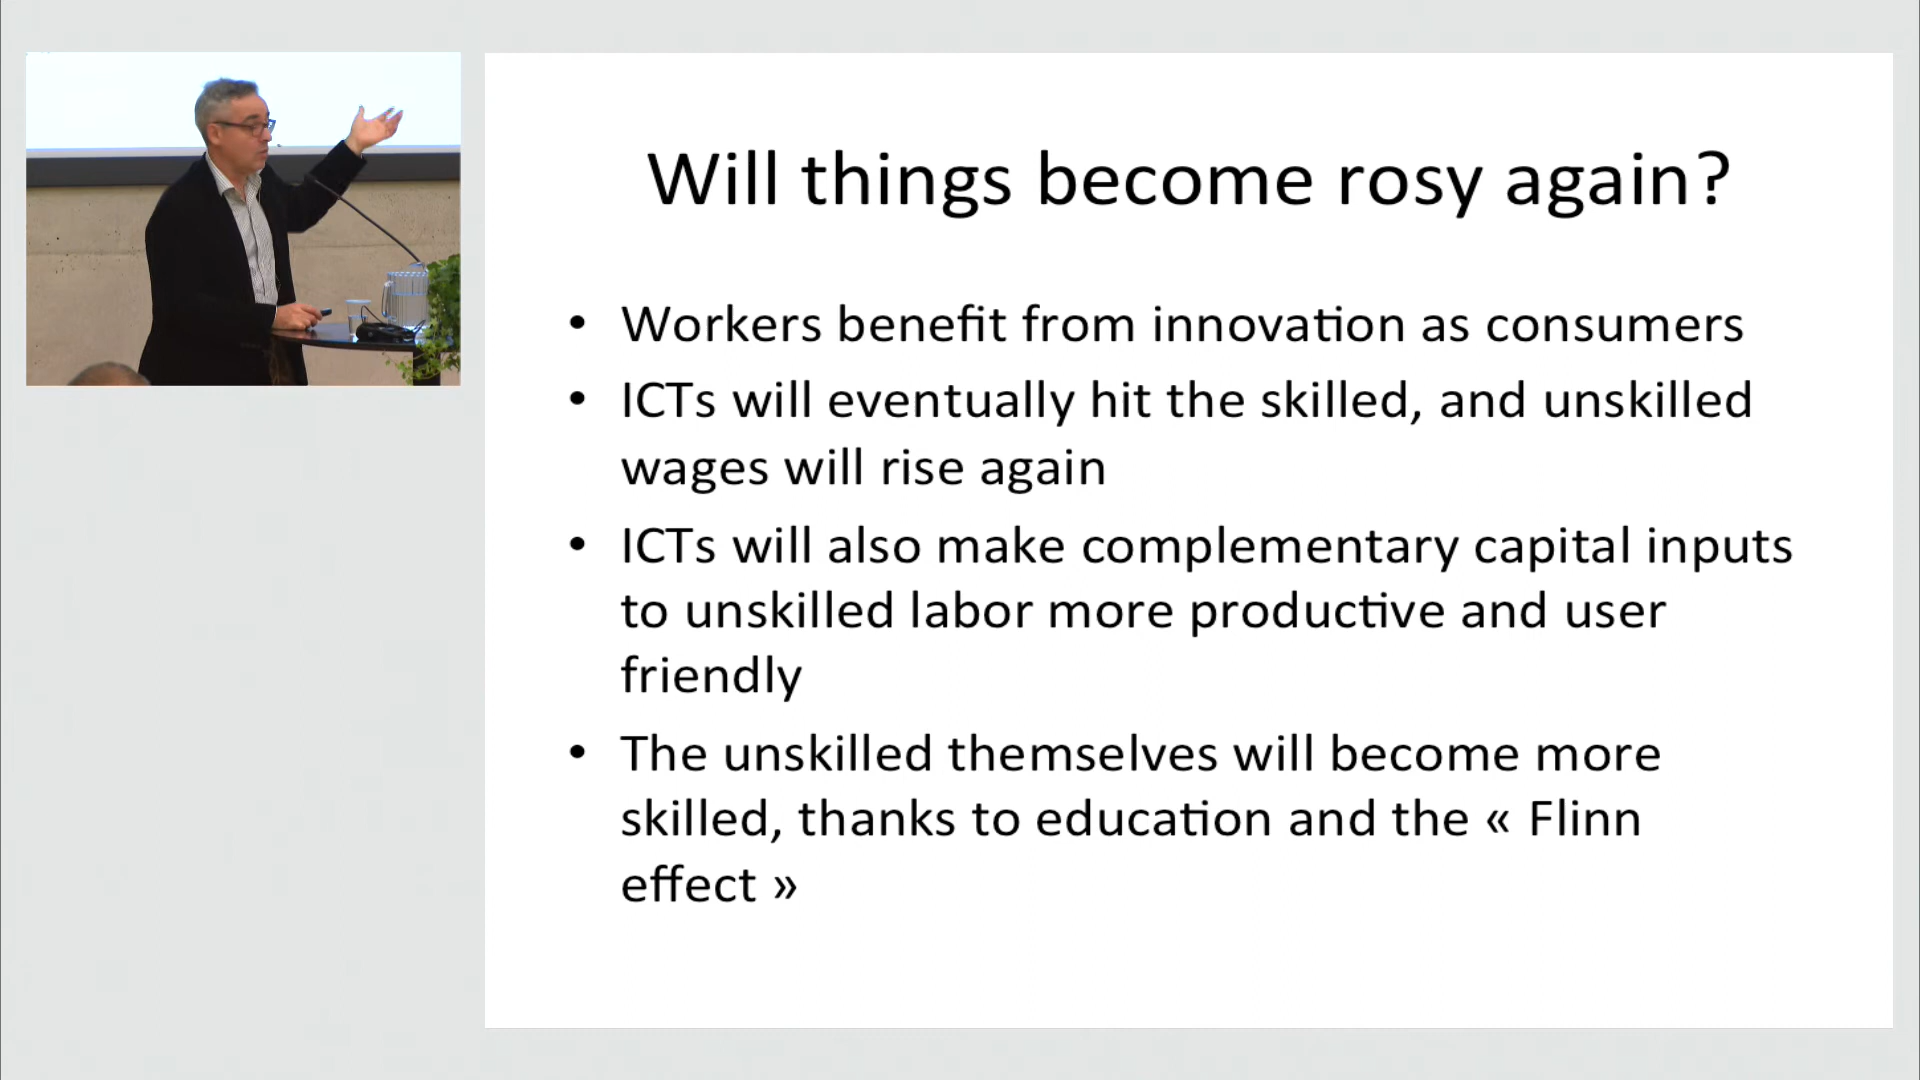 Will things become rosy again?
• Workers benefit from innovation as consumers
• ICTs will eventually hit the skilled, and unskilled
wages will rise again
• ICTs will also make complementary capital inputs
to unskilled labor more productive and user
friendly
• The unskilled themselves will become more
skilled, thanks to education and the « Flinn
effect »